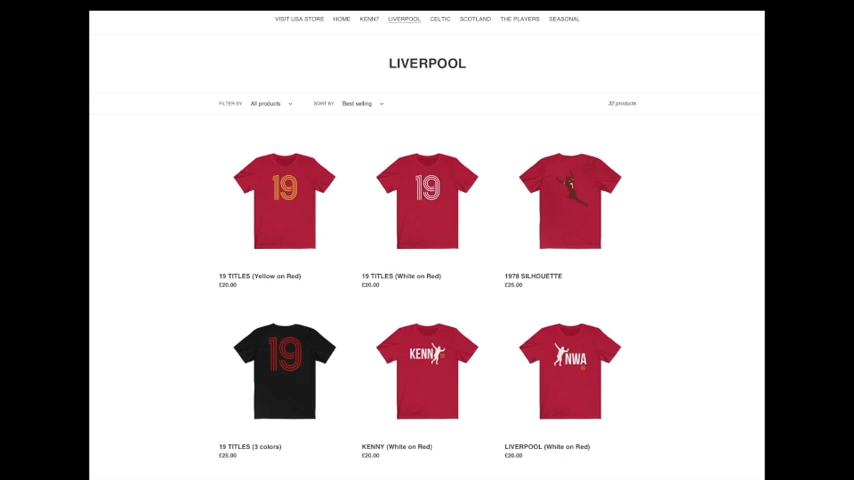 VISIT USA STORE HOME KENN7 LIVERPOOL CELTIC SCOTLAND THE PLAYERS SEASONAL
LIVERPOOL
FILTER BY All products SORT BY Best selling 32 products
19 19
19 TITLES (Yellow on Red) 19 TITLES (White on Red) 1978 SILHOUETTE
£20.00 £20.00 £25.00
19 KENN NWA
19 TITLES (3 colors) KENNY (White on Red) LIVERPOOL (White on Red)
£25.00 £20.00 £20.00